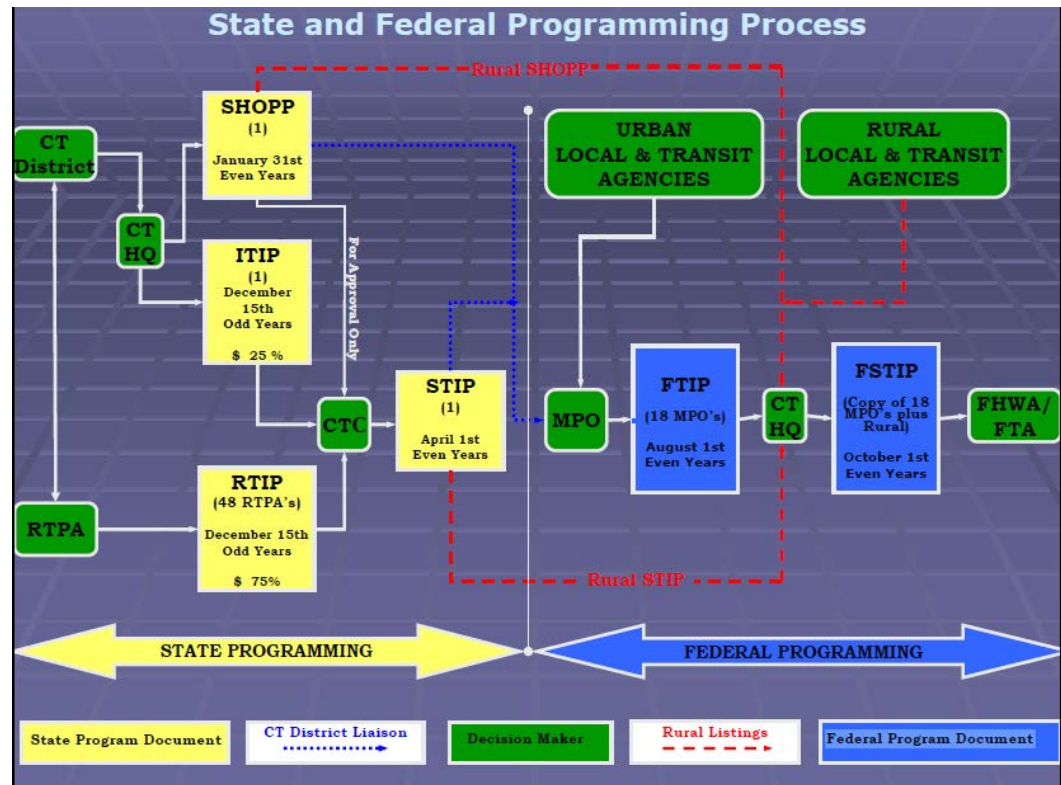 State and Federal Programming Process
Rural SHOPP
CT
District
CT
HQ
SHOPP
(1)
January 31st
Even Years
ITIP
(1)
December
15th
Odd Years
$ 25 %
For Approval Only
RTPA
RTIP
(48 RTPA's)
December 15th
Odd Years
$ 75%
CTC
STIP
(1)
April 1st
Even Years
URBAN
LOCAL & TRANSIT
AGENCIES
RURAL
LOCAL & TRANSIT
AGENCIES
MPO
FTIP
(18 MPO's)
August 1st
Even Years
CT
HQ
FSTIP
(Copy of 18
MPO's plus
Rural)
October 1st
Even Years
FHWA/
FTA
Rural STIP
STATE PROGRAMMING
FEDERAL PROGRAMMING
State Program Document
CT District Liaison
Decision Maker
Rural Listings
Federal Program Document